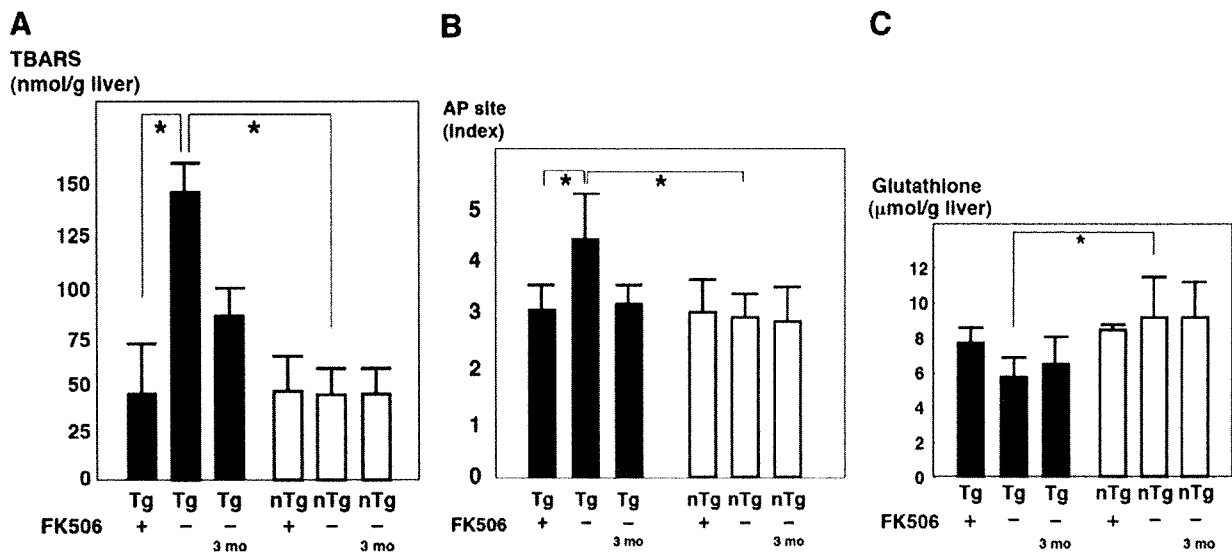 A
TBARS
(nmol/g liver)
*
*
150
125
100
75
50
25
0
Tg Tg Tg nTg nTg nTg
FK506 + − − + − −
3 mo 3 mo
B
AP site
(Index)
*
*
5
4
3
2
1
0
Tg Tg Tg nTg nTg nTg
FK506 + − − + − −
3 mo 3 mo
C
Glutathione
(μmol/g liver)
*
12
10
8
6
4
2
0
Tg Tg Tg nTg nTg nTg
FK506 + − − + − −
3 mo 3 mo